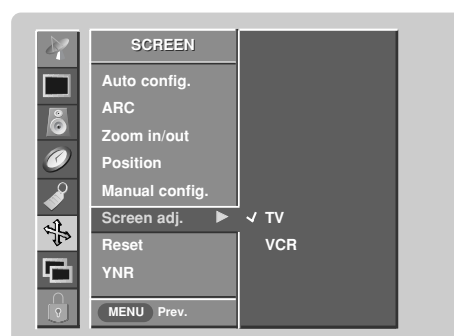 SCREEN
Auto config.
ARC
Zoom in/out
Position
Manual config.
Screen adj. ▶ ✓ TV
Reset VCR
YNR
MENU Prev.